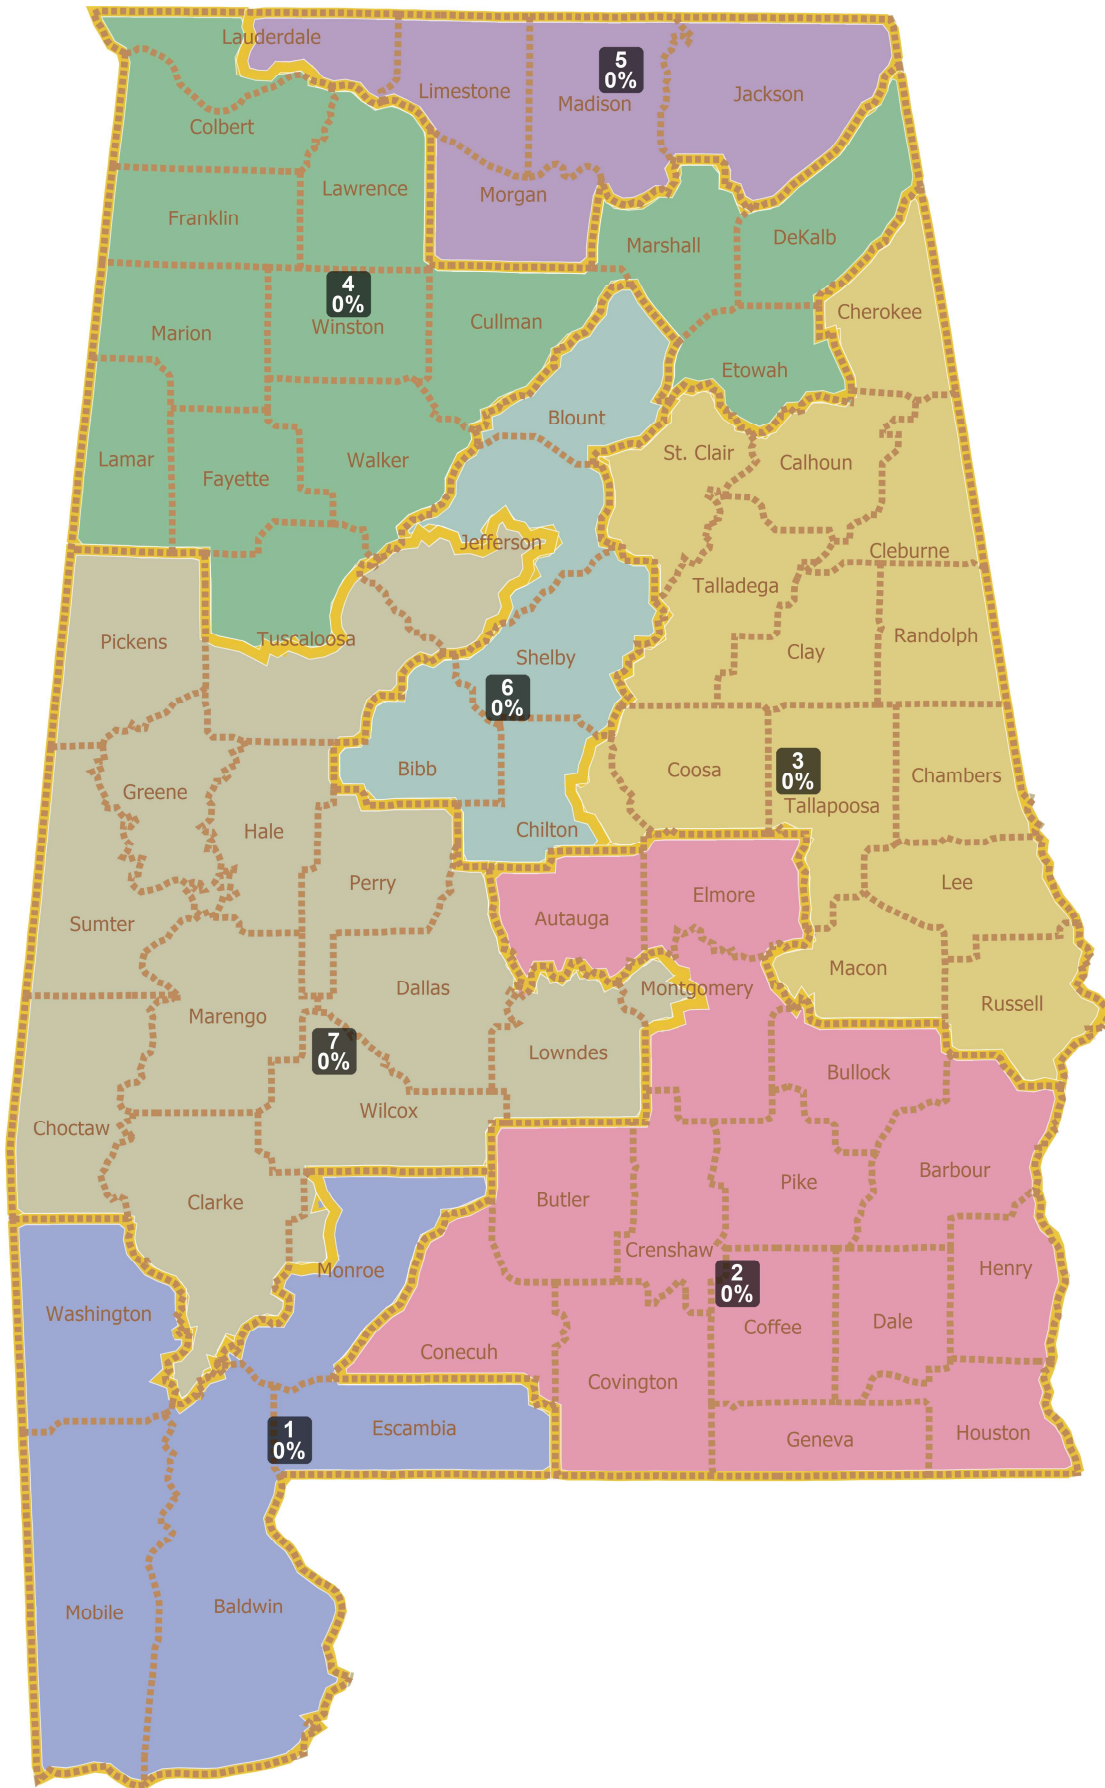 Lauderdale
Limestone
5
0%
Madison
Jackson
Colbert
Lawrence
Morgan
Franklin
Marshall
DeKalb
4
0%
Winston
Marion
Cullman
Cherokee
Etowah
Blount
Lamar
Fayette
Walker
St. Clair
Calhoun
Jefferson
Cleburne
Talladega
Pickens
Tuscaloosa
Shelby
Clay
Randolph
6
0%
Bibb
Coosa
3
0%
Tallapoosa
Chambers
Greene
Hale
Chilton
Perry
Elmore
Lee
Sumter
Autauga
Macon
Dallas
Montgomery
Russell
Marengo
7
0%
Lowndes
Bullock
Choctaw
Wilcox
Clarke
Butler
Pike
Barbour
Crenshaw
Monroe
2
0%
Henry
Washington
Coffee
Dale
Conecuh
Covington
1
0%
Escambia
Geneva
Houston
Mobile
Baldwin